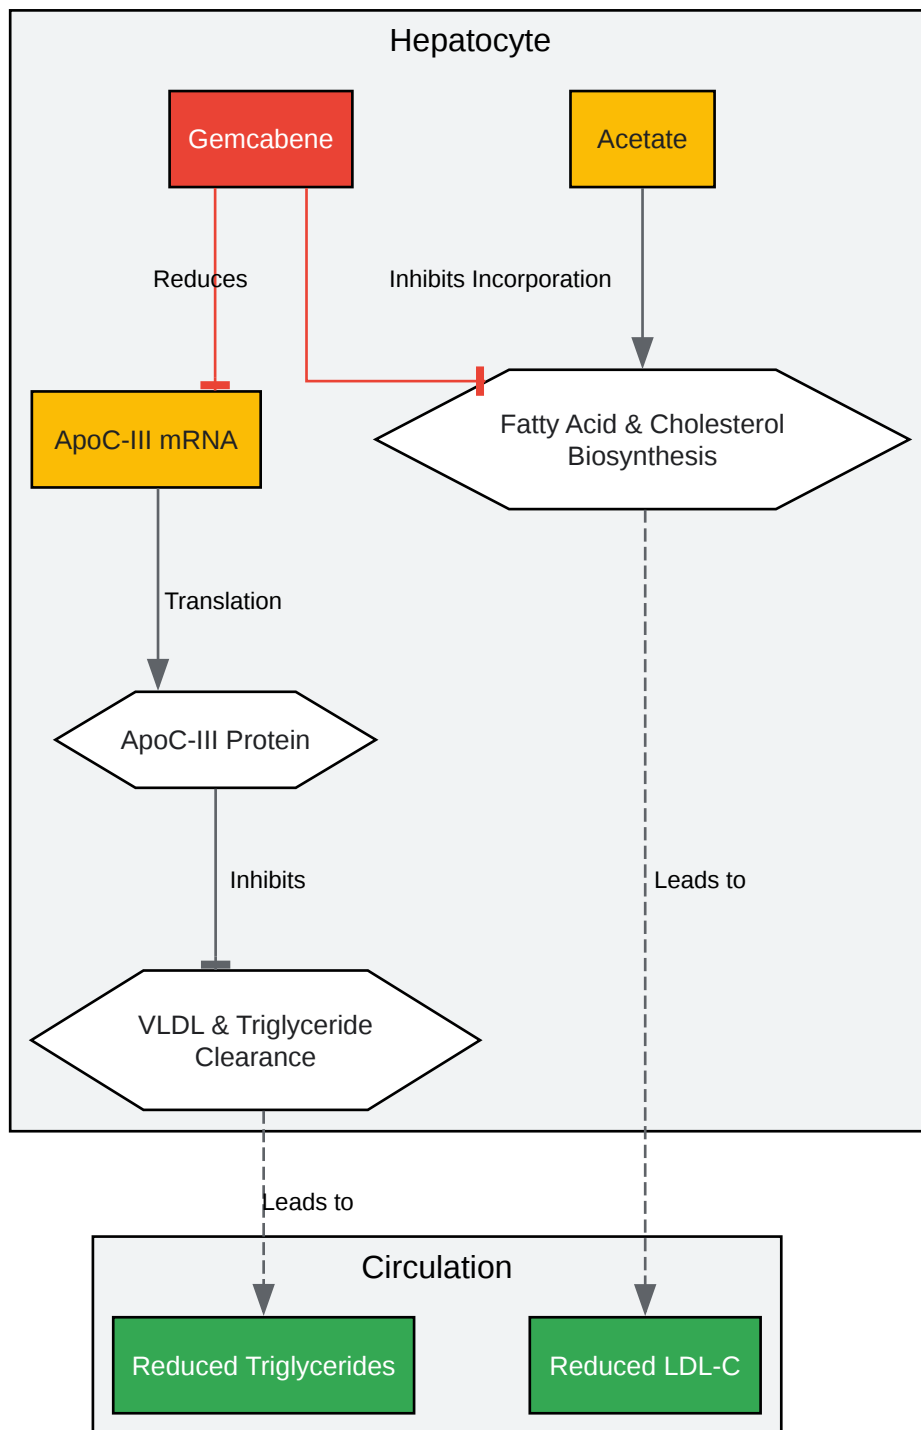 Hepatocyte
Gemcabene
Acetate
Reduces
Inhibits Incorporation
ApoC-III mRNA
Fatty Acid & Cholesterol
Biosynthesis
Translation
ApoC-III Protein
Inhibits
Leads to
VLDL & Triglyceride
Clearance
Leads to
Circulation
Reduced Triglycerides
Reduced LDL-C